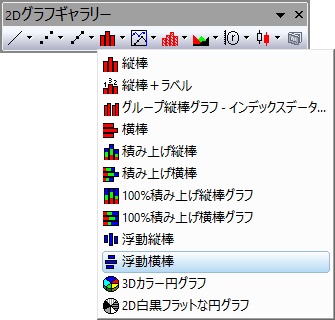 2Dグラフギャラリー
縦棒
縦棒＋ラベル
グループ縦棒グラフ - インデックスデータ...
横棒
積み上げ縦棒
積み上げ横棒
100%積み上げ縦棒グラフ
100%積み上げ横棒グラフ
浮動縦棒
浮動横棒
3Dカラー円グラフ
2D白黒フラットな円グラフ